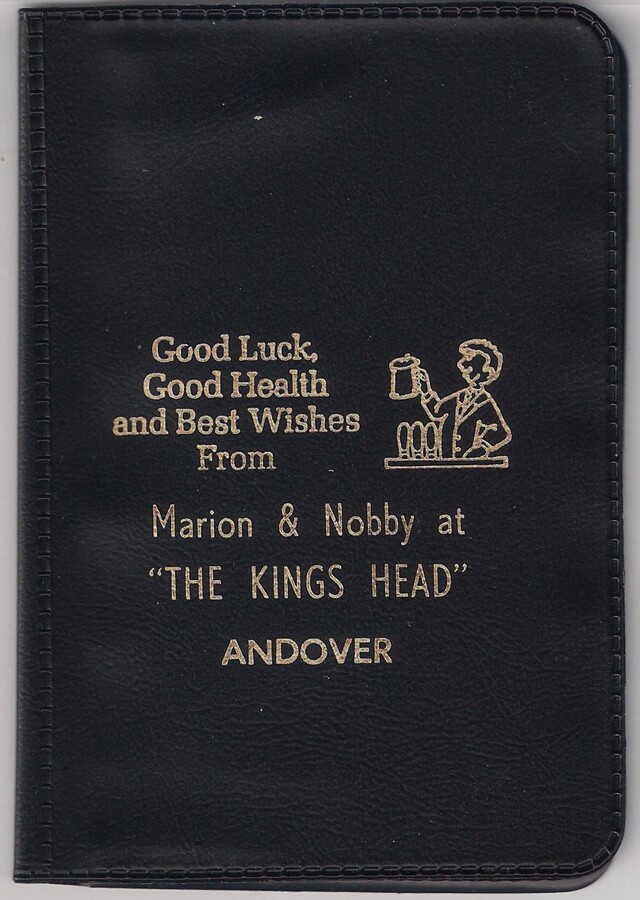 Good Luck,
Good Health
and Best Wishes
From
Marion & Nobby at
“THE KINGS HEAD”
ANDOVER